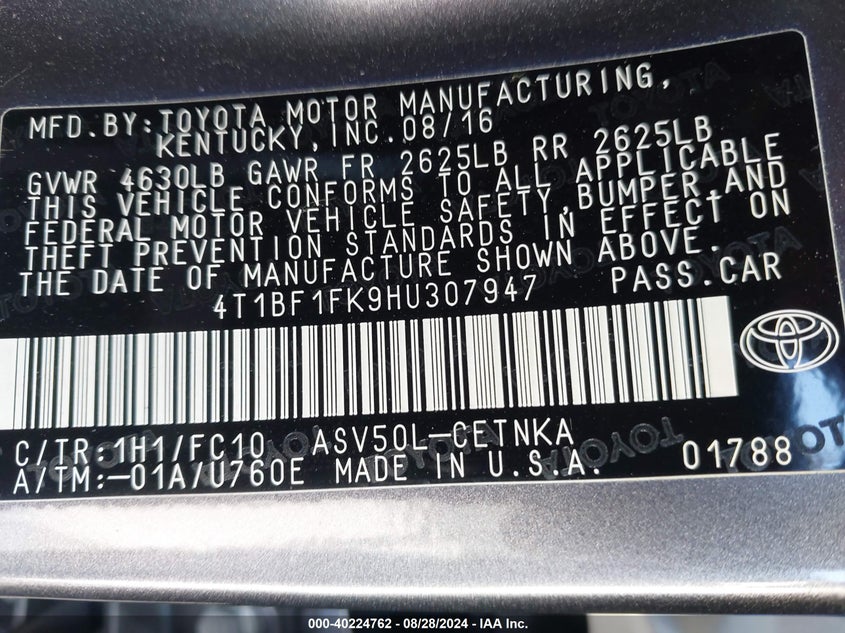 MFD.BY:TOYOTA MOTOR MANUFACTURING,
KENTUCKY,INC.08/16
GVWR 4630LB GAWR FR 2625LB RR 2625LB
THIS VEHICLE CONFORMS TO ALL APPLICABLE
FEDERAL MOTOR VEHICLE SAFETY,BUMPER,AND
THEFT PREVENTION STANDARDS IN EFFECT ON
THE DATE OF MANUFACTURE SHOWN ABOVE.
4T1BF1FK9HU307947 PASS.CAR
C/TR:1H1/FC10 ASV50L-CETNKA
A/TM:-01A/U760E MADE IN U.S.A. 01788
000-40224762 - 08/28/2024 - IAA Inc.